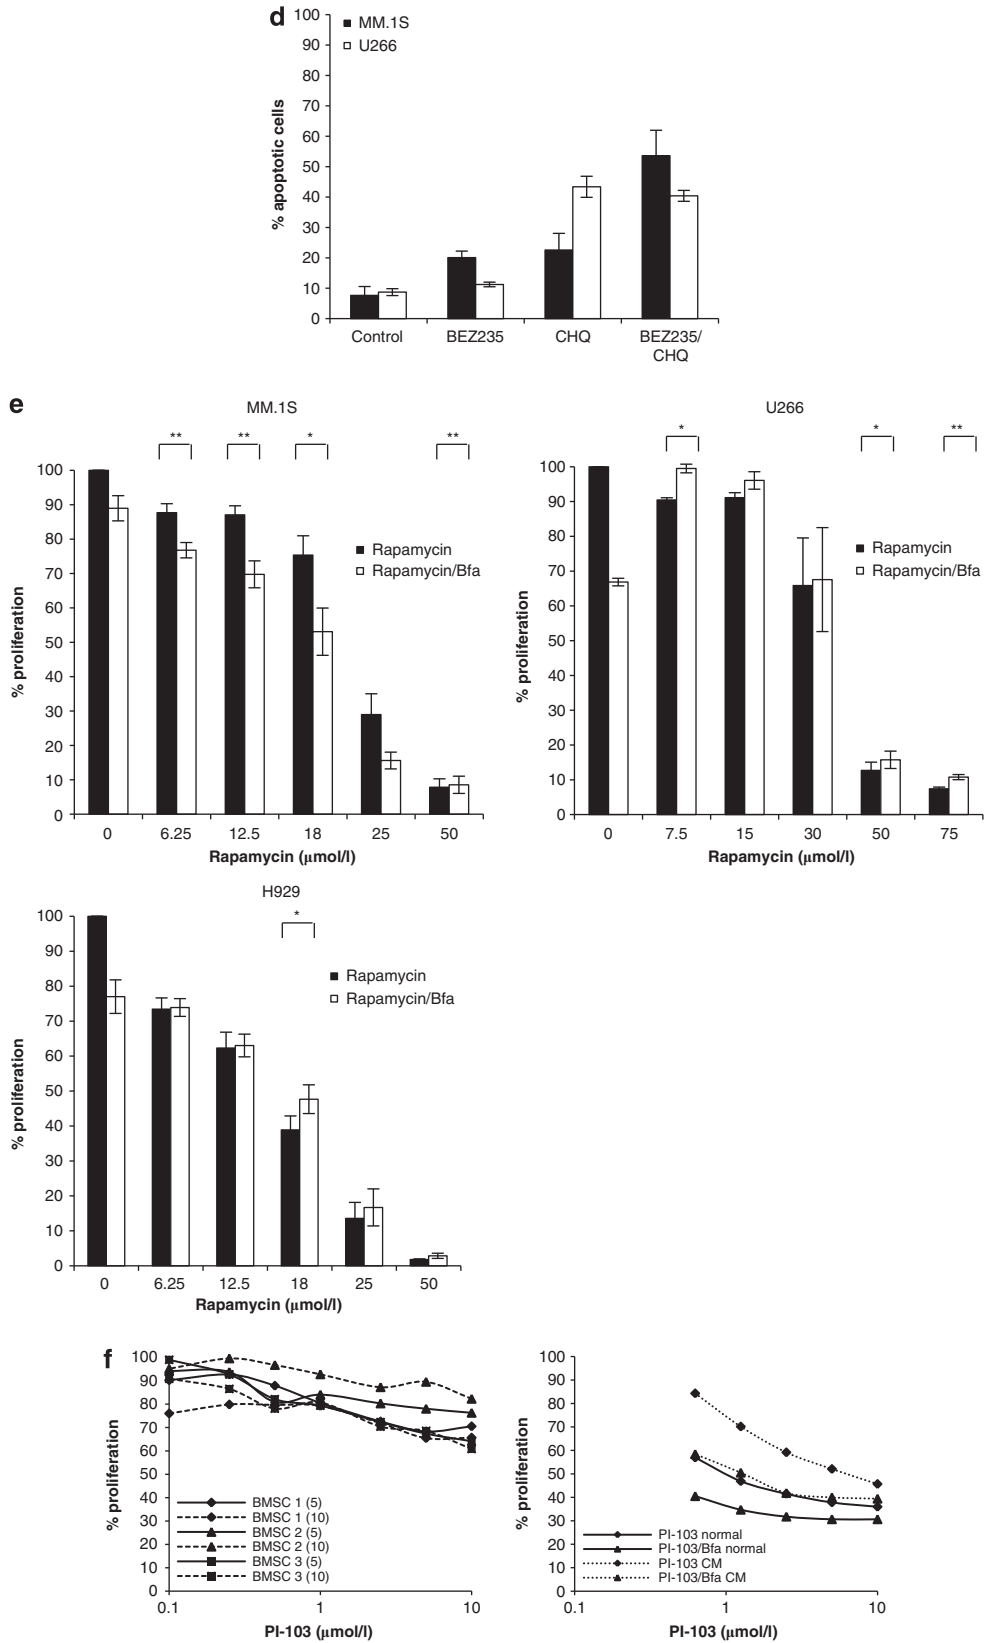 d
100
90
80
70
60
50
40
30
20
10
0
% apoptotic cells
MM.1S
U266
Control
BEZ235
CHQ
BEZ235/
CHQ
e
MM.1S
** ** * **
100
90
80
70
60
50
40
30
20
10
0
% proliferation
Rapamycin
Rapamycin/Bfa
0 6.25 12.5 18 25 50
Rapamycin (μmol/l)
U266
* * **
100
90
80
70
60
50
40
30
20
10
0
% proliferation
Rapamycin
Rapamycin/Bfa
0 7.5 15 30 50 75
Rapamycin (μmol/l)
H929
*
100
90
80
70
60
50
40
30
20
10
0
% proliferation
Rapamycin
Rapamycin/Bfa
0 6.25 12.5 18 25 50
Rapamycin (μmol/l)
f
100
90
80
70
60
50
40
30
20
10
0
% proliferation
BMSC 1 (5)
BMSC 1 (10)
BMSC 2 (5)
BMSC 2 (10)
BMSC 3 (5)
BMSC 3 (10)
0.1 1 10
PI-103 (μmol/l)
100
90
80
70
60
50
40
30
20
10
0
% proliferation
PI-103 normal
PI-103/Bfa normal
PI-103 CM
PI-103/Bfa CM
0.1 1 10
PI-103 (μmol/l)